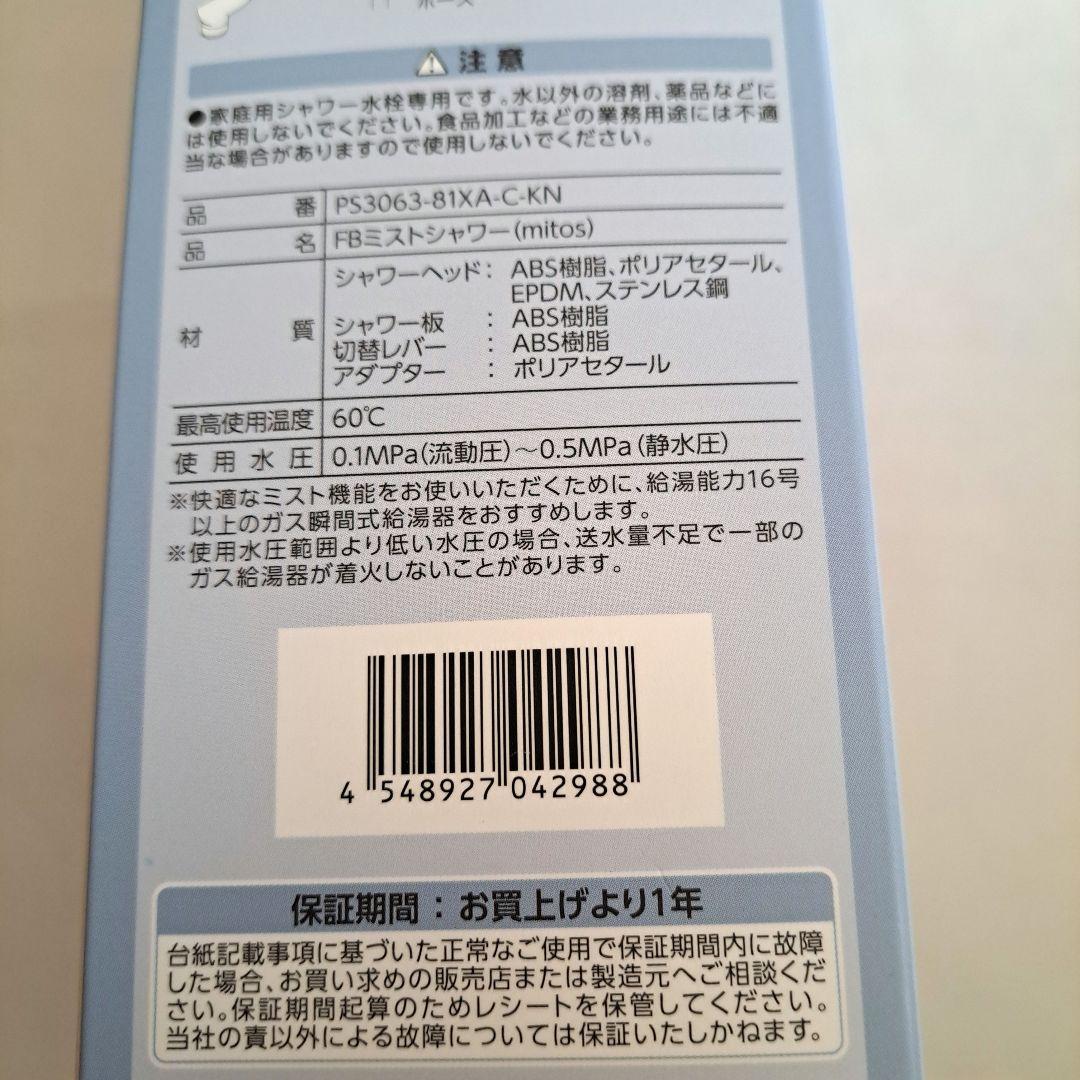 ホース
注意
●家庭用シャワー水栓専用です。水以外の溶剤、薬品などに
は使用しないでください。食品加工などの業務用途には不適
当な場合がありますので使用しないでください。
品番 PS3063-81XA-C-KN
品名 FBミストシャワー(mitos)
材質 シャワーヘッド: ABS樹脂、ポリアセタール、
EPDM、ステンレス鋼
シャワー板 : ABS樹脂
切替レバー : ABS樹脂
アダプター : ポリアセタール
最高使用温度 60℃
使用水圧 0.1MPa(流動圧)~0.5MPa(静水圧)
※快適なミスト機能をお使いいただくために、給湯能力16号
以上のガス瞬間式給湯器をおすすめします。
※使用水圧範囲より低い水圧の場合、送水量不足で一部の
ガス給湯器が着火しないことがあります。
4 548927 042988
保証期間:お買上げより1年
台紙記載事項に基づいた正常なご使用で保証期間内に故障
した場合、お買い求めの販売店または製造元へご相談くだ
さい。保証期間起算のためレシートを保管してください。
当社の責以外による故障については保証いたしかねます。